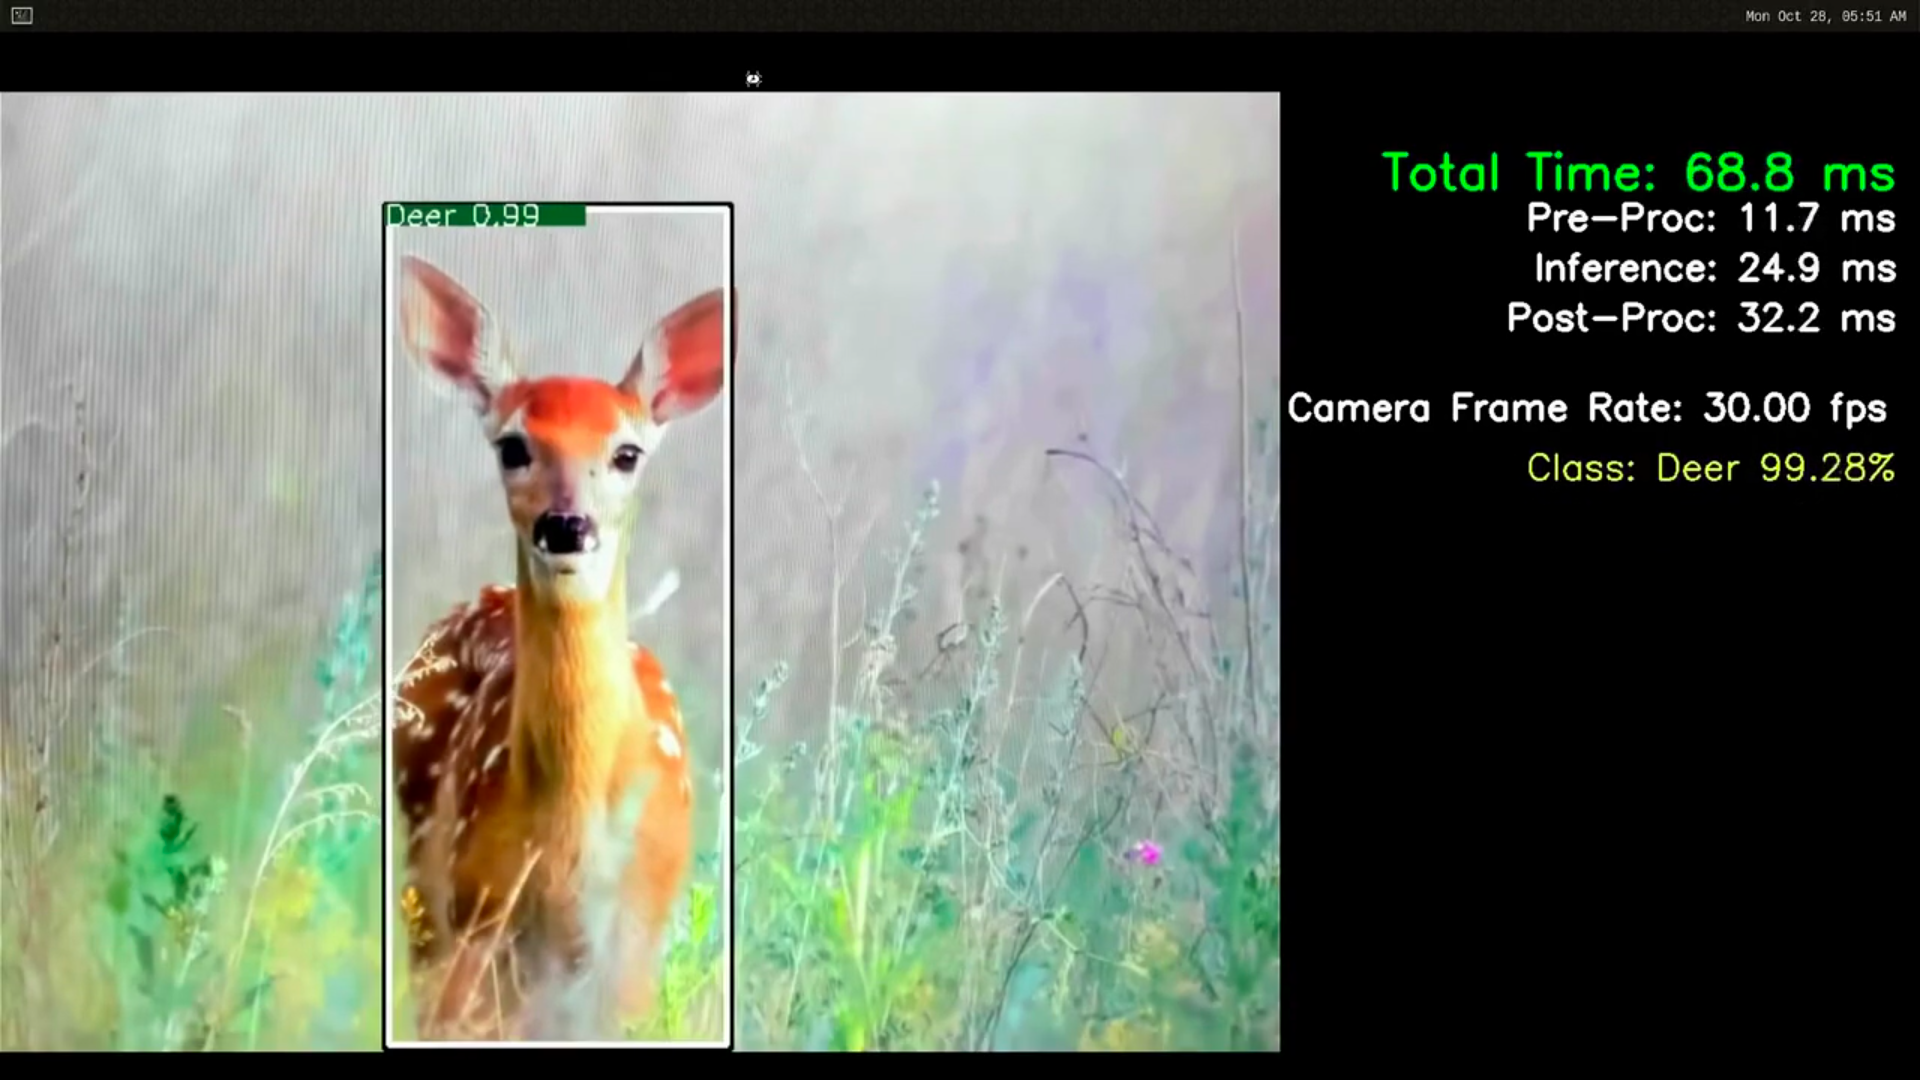 Mon Oct 28, 05:51 AM
Deer 0.99
Total Time: 68.8 ms
Pre-Proc: 11.7 ms
Inference: 24.9 ms
Post-Proc: 32.2 ms
Camera Frame Rate: 30.00 fps
Class: Deer 99.28%